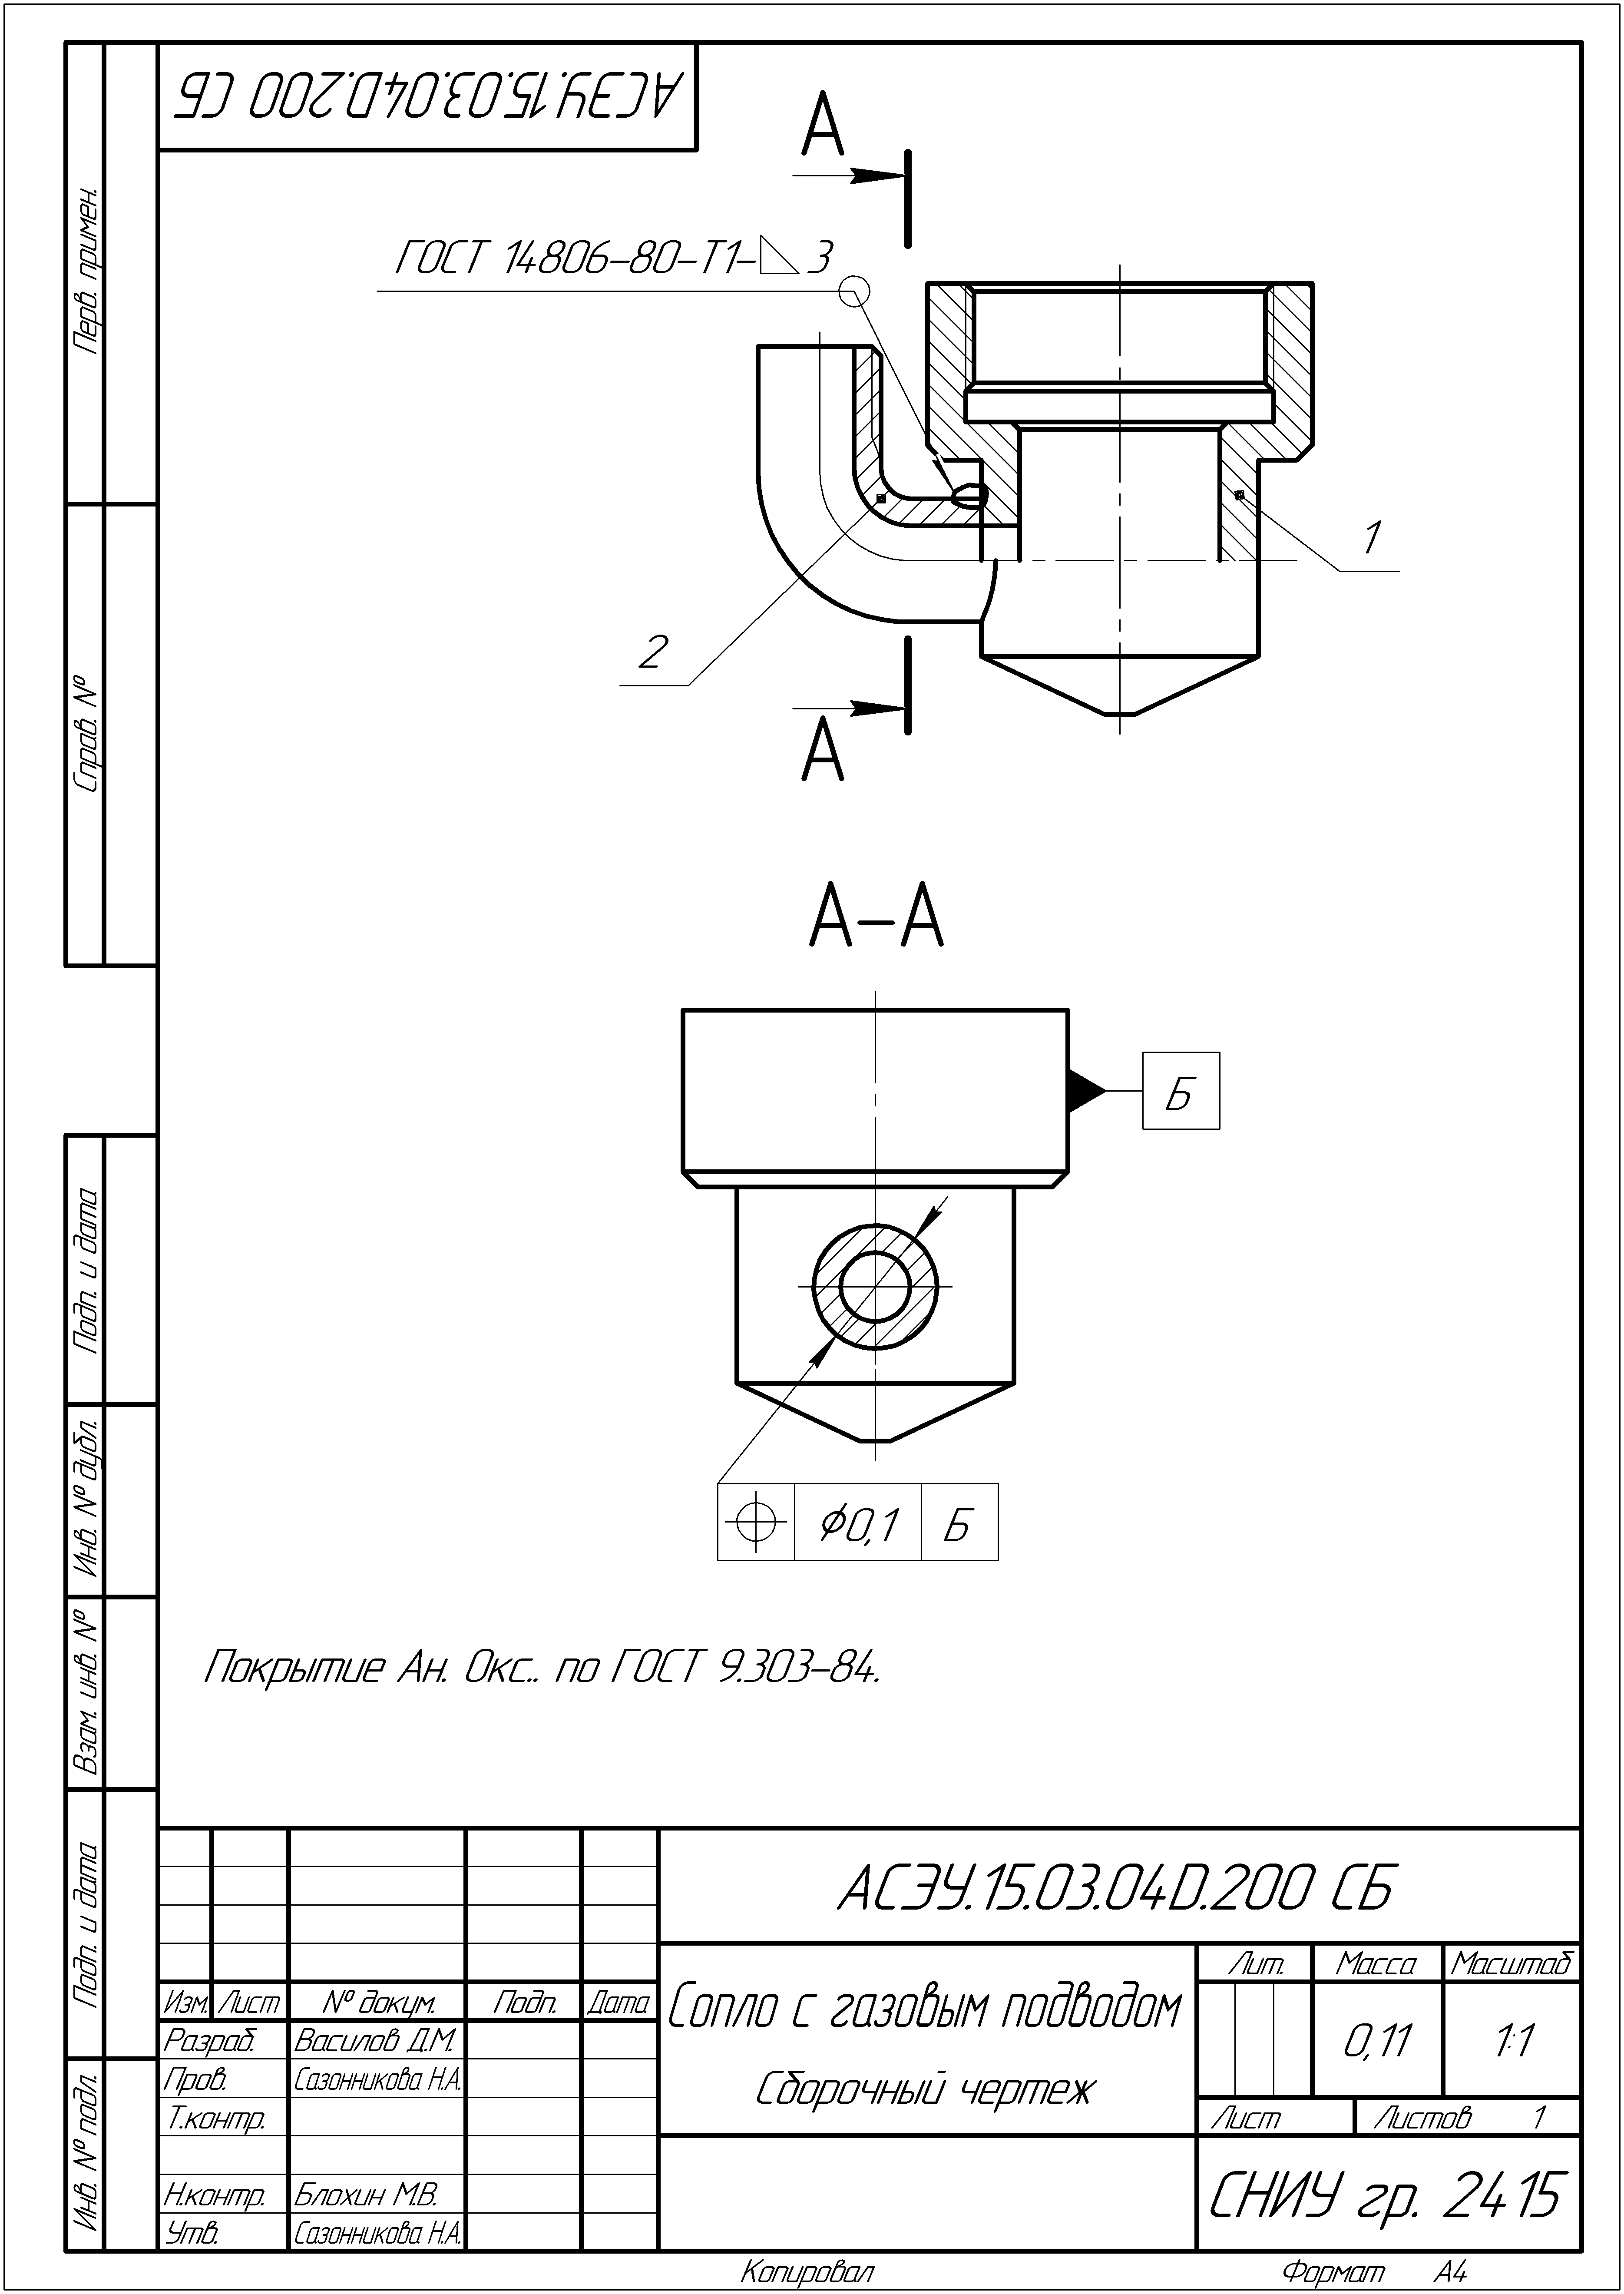 АСЭУ.15.03.04D.200 СБ
А
ГОСТ 14806-80-Т1-◺ 3
1
2
А
А-А
Б
⌀0,1 Б
Покрытие Ан. Окс.. по ГОСТ 9.303-84.
Перв. примен.
Справ. №
Подп. и дата
Инв. № дубл.
Взам. инв. №
Подп. и дата
Инв. № подл.
АСЭУ.15.03.04D.200 СБ
Изм. Лист № докум. Подп. Дата
Разраб. Василов Д.М.
Пров. Сазонникова Н.А.
Т.контр.
Н.контр. Блохин М.В.
Утв. Сазонникова Н.А.
Сопло с газовым подводом
Сборочный чертеж
Лит. Масса Масштаб
0,11 1:1
Лист Листов 1
СНИУ гр. 2415
Копировал Формат А4